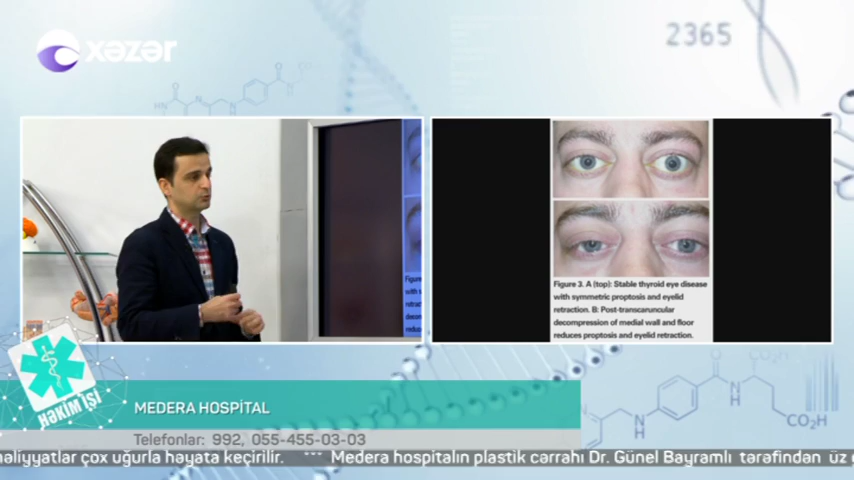 xəzər
2365
Figure 3. A (top): Stable thyroid eye disease
with symmetric proptosis and eyelid
retraction. B: Post-transcaruncular
decompression of medial wall and floor
reduces proptosis and eyelid retraction.
HƏKİM İŞİ
MEDERA HOSPİTAL
Telefonlar: 992, 055-455-03-03
CO₂H
CO₂H
çox uğurla həyata keçirilir. *** Medera hospitalın plastik cərrahı Dr. Günel Bayramlı tərəfindən üz